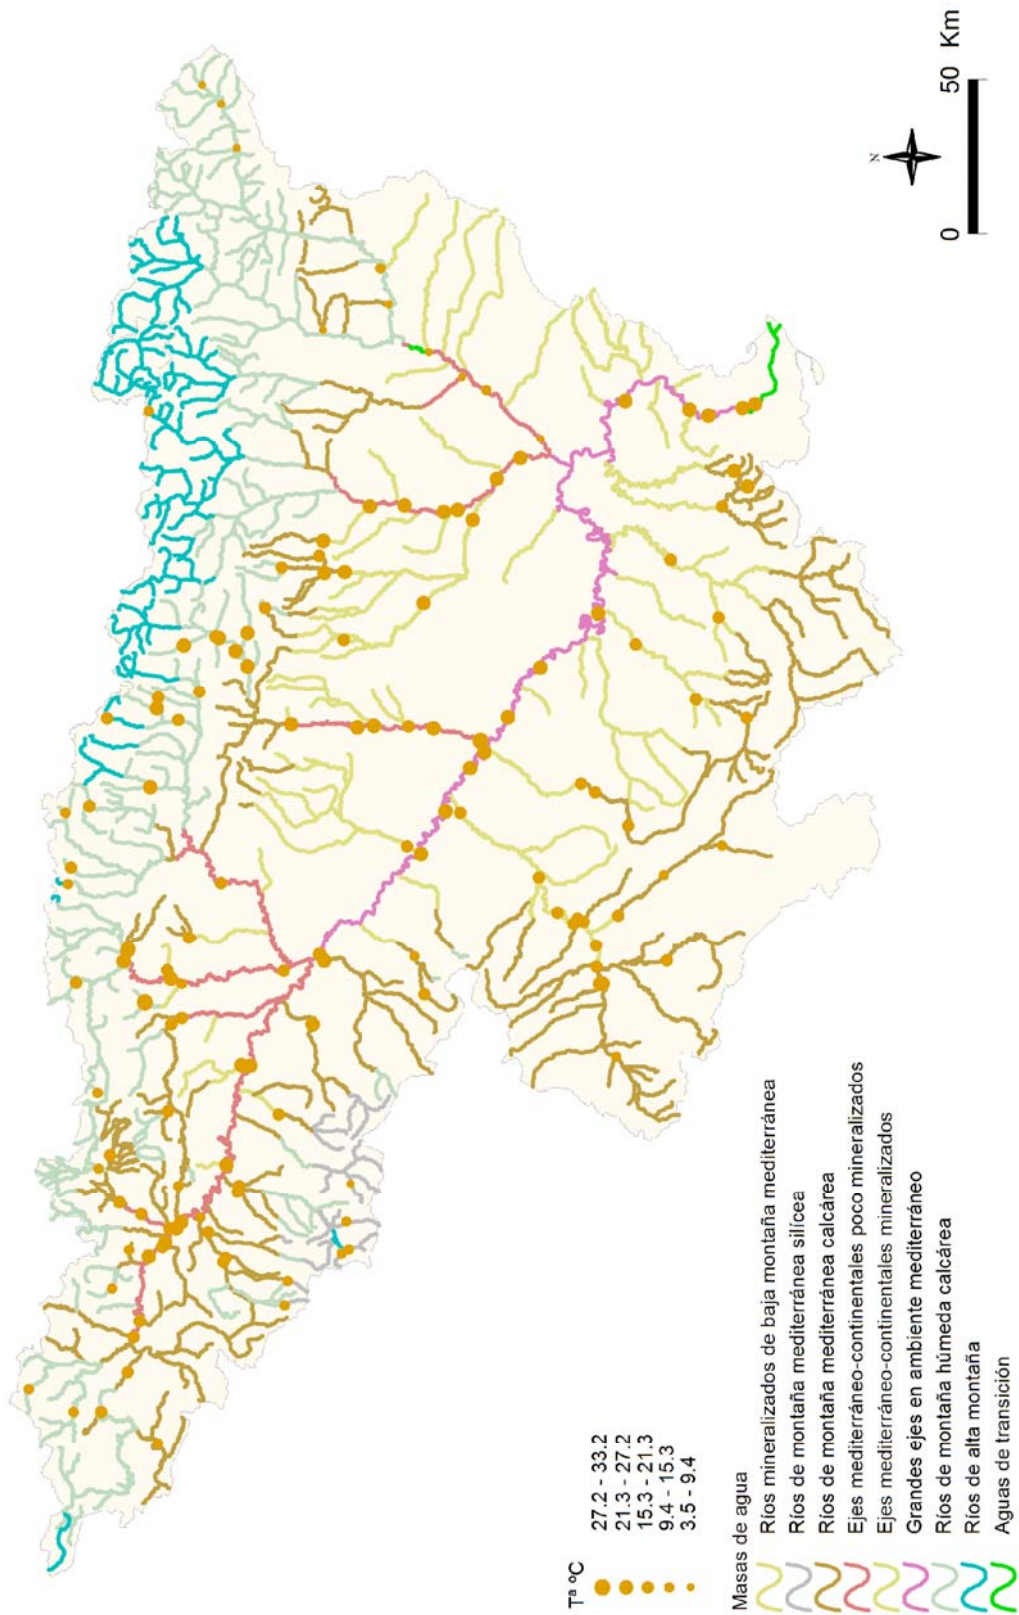 Tª ºC
27.2 - 33.2
21.3 - 27.2
15.3 - 21.3
9.4 - 15.3
3.5 - 9.4
Masas de agua
Ríos mineralizados de baja montaña mediterránea
Ríos de montaña mediterránea silícea
Ríos de montaña mediterránea calcárea
Ejes mediterráneo-continentales poco mineralizados
Ejes mediterráneo-continentales mineralizados
Grandes ejes en ambiente mediterráneo
Ríos de montaña húmeda calcárea
Ríos de alta montaña
Aguas de transición
N
0 50 Km